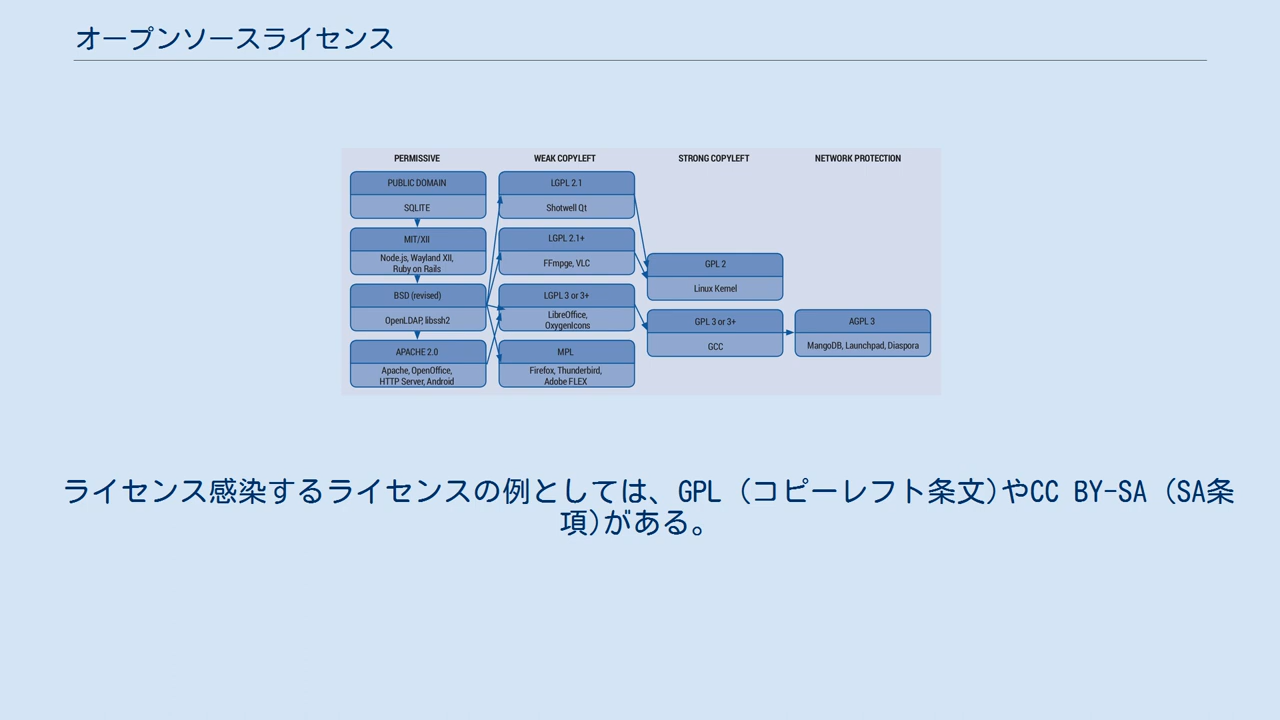 オープンソースライセンス
PERMISSIVE
WEAK COPYLEFT
STRONG COPYLEFT
NETWORK PROTECTION
PUBLIC DOMAIN
SQLITE
MIT/XII
Node.js, Wayland XII,
Ruby on Rails
BSD (revised)
OpenLDAP, libssh2
APACHE 2.0
Apache, OpenOffice,
HTTP Server, Android
LGPL 2.1
Shotwell Qt
LGPL 2.1+
FFmpge, VLC
LGPL 3 or 3+
LibreOffice,
OxygenIcons
MPL
Firefox, Thunderbird,
Adobe FLEX
GPL 2
Linux Kernel
GPL 3 or 3+
GCC
AGPL 3
MangoDB, Launchpad, Diaspora
ライセンス感染するライセンスの例としては、GPL (コピーレフト条文)やCC BY-SA (SA条
項)がある。